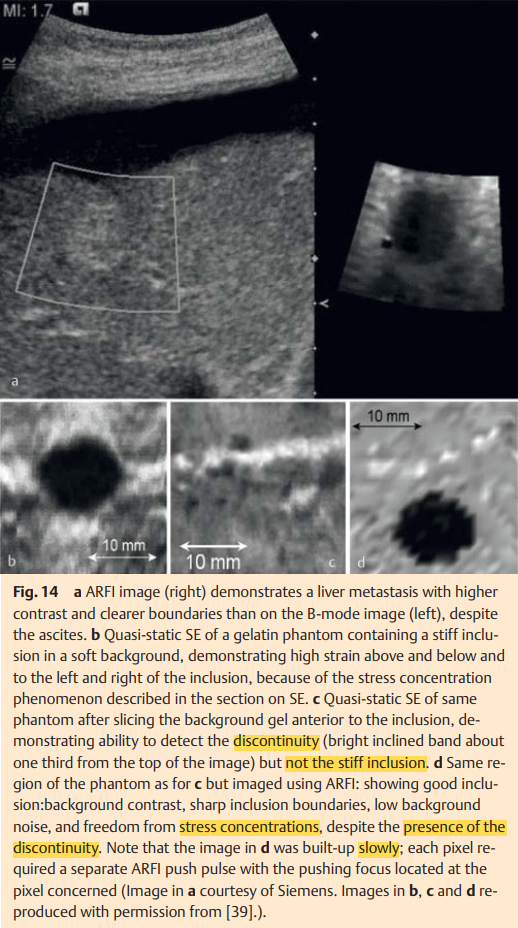 MI: 1.7
a
10 mm
10 mm
b
10 mm
c
d
Fig. 14 a ARFI image (right) demonstrates a liver metastasis with higher
contrast and clearer boundaries than on the B-mode image (left), despite
the ascites. b Quasi-static SE of a gelatin phantom containing a stiff inclu-
sion in a soft background, demonstrating high strain above and below and
to the left and right of the inclusion, because of the stress concentration
phenomenon described in the section on SE. c Quasi-static SE of same
phantom after slicing the background gel anterior to the inclusion, de-
monstrating ability to detect the discontinuity (bright inclined band about
one third from the top of the image) but not the stiff inclusion. d Same re-
gion of the phantom as for c but imaged using ARFI: showing good inclu-
sion:background contrast, sharp inclusion boundaries, low background
noise, and freedom from stress concentrations, despite the presence of the
discontinuity. Note that the image in d was built-up slowly; each pixel re-
quired a separate ARFI push pulse with the pushing focus located at the
pixel concerned (Image in a courtesy of Siemens. Images in b, c and d re-
produced with permission from [39].).